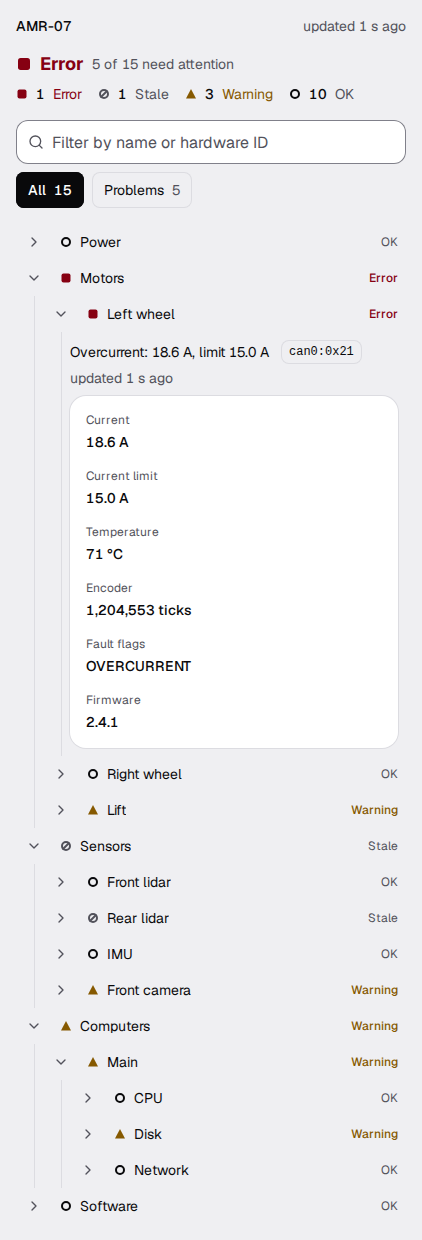 AMR-07 updated 1 s ago
Error 5 of 15 need attention
1 Error 1 Stale 3 Warning 10 OK
Filter by name or hardware ID
All 15 Problems 5
Power OK
Motors Error
Left wheel Error
Overcurrent: 18.6 A, limit 15.0 A can0:0x21
updated 1 s ago
Current
18.6 A
Current limit
15.0 A
Temperature
71 °C
Encoder
1,204,553 ticks
Fault flags
OVERCURRENT
Firmware
2.4.1
Right wheel OK
Lift Warning
Sensors Stale
Front lidar OK
Rear lidar Stale
IMU OK
Front camera Warning
Computers Warning
Main Warning
CPU OK
Disk Warning
Network OK
Software OK